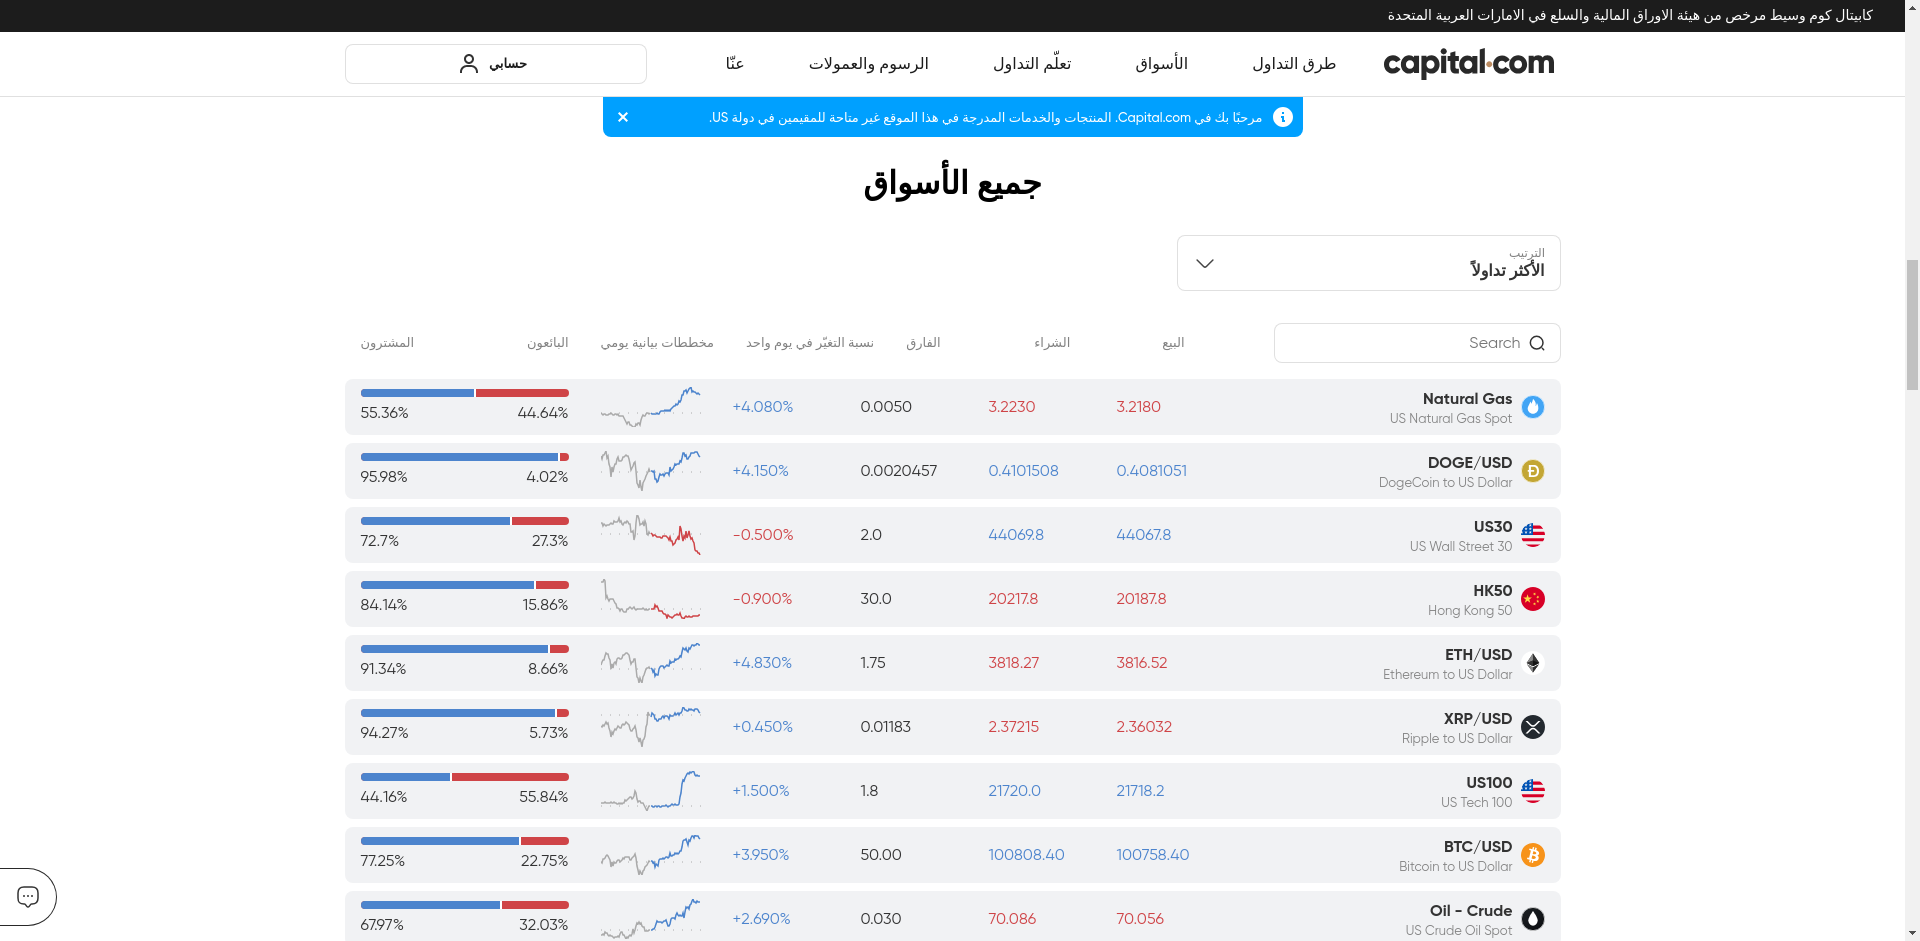 كابيتال كوم وسيط مرخص من هيئة الاوراق المالية والسلع في الامارات العربية المتحدة
capital.com
طرق التداول
الأسواق
تعلّم التداول
الرسوم والعمولات
عنّا
حسابي
مرحبًا بك في Capital.com. المنتجات والخدمات المدرجة في هذا الموقع غير متاحة للمقيمين في دولة US.
جميع الأسواق
الترتيب
الأكثر تداولاً
Search
البيع
الشراء
الفارق
نسبة التغيّر في يوم واحد
مخططات بيانية يومي
البائعون
المشترون
Natural Gas
US Natural Gas Spot
3.2180
3.2230
0.0050
+4.080%
44.64%
55.36%
DOGE/USD
DogeCoin to US Dollar
0.4081051
0.4101508
0.0020457
+4.150%
4.02%
95.98%
US30
US Wall Street 30
44067.8
44069.8
2.0
-0.500%
27.3%
72.7%
HK50
Hong Kong 50
20187.8
20217.8
30.0
-0.900%
15.86%
84.14%
ETH/USD
Ethereum to US Dollar
3816.52
3818.27
1.75
+4.830%
8.66%
91.34%
XRP/USD
Ripple to US Dollar
2.36032
2.37215
0.01183
+0.450%
5.73%
94.27%
US100
US Tech 100
21718.2
21720.0
1.8
+1.500%
55.84%
44.16%
BTC/USD
Bitcoin to US Dollar
100758.40
100808.40
50.00
+3.950%
22.75%
77.25%
Oil - Crude
US Crude Oil Spot
70.056
70.086
0.030
+2.690%
32.03%
67.97%